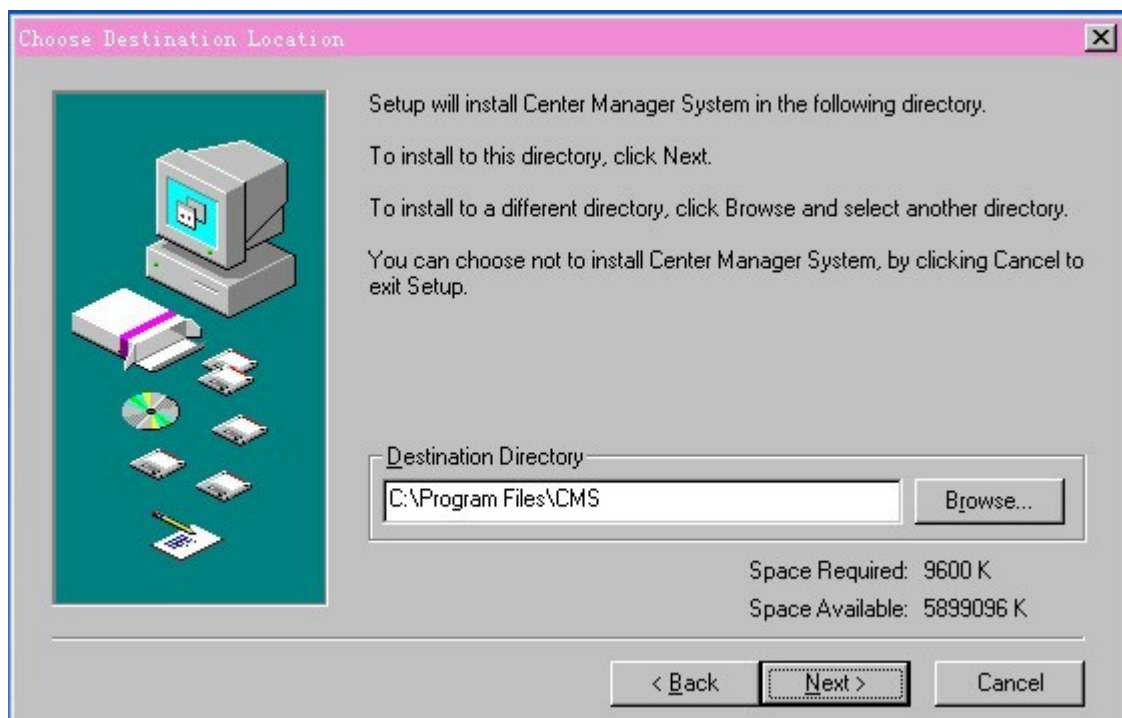 Choose Destination Location
Setup will install Center Manager System in the following directory.
To install to this directory, click Next.
To install to a different directory, click Browse and select another directory.
You can choose not to install Center Manager System, by clicking Cancel to
exit Setup.
Destination Directory
C:\Program Files\CMS
Browse...
Space Required: 9600 K
Space Available: 5899096 K
< Back
Next >
Cancel